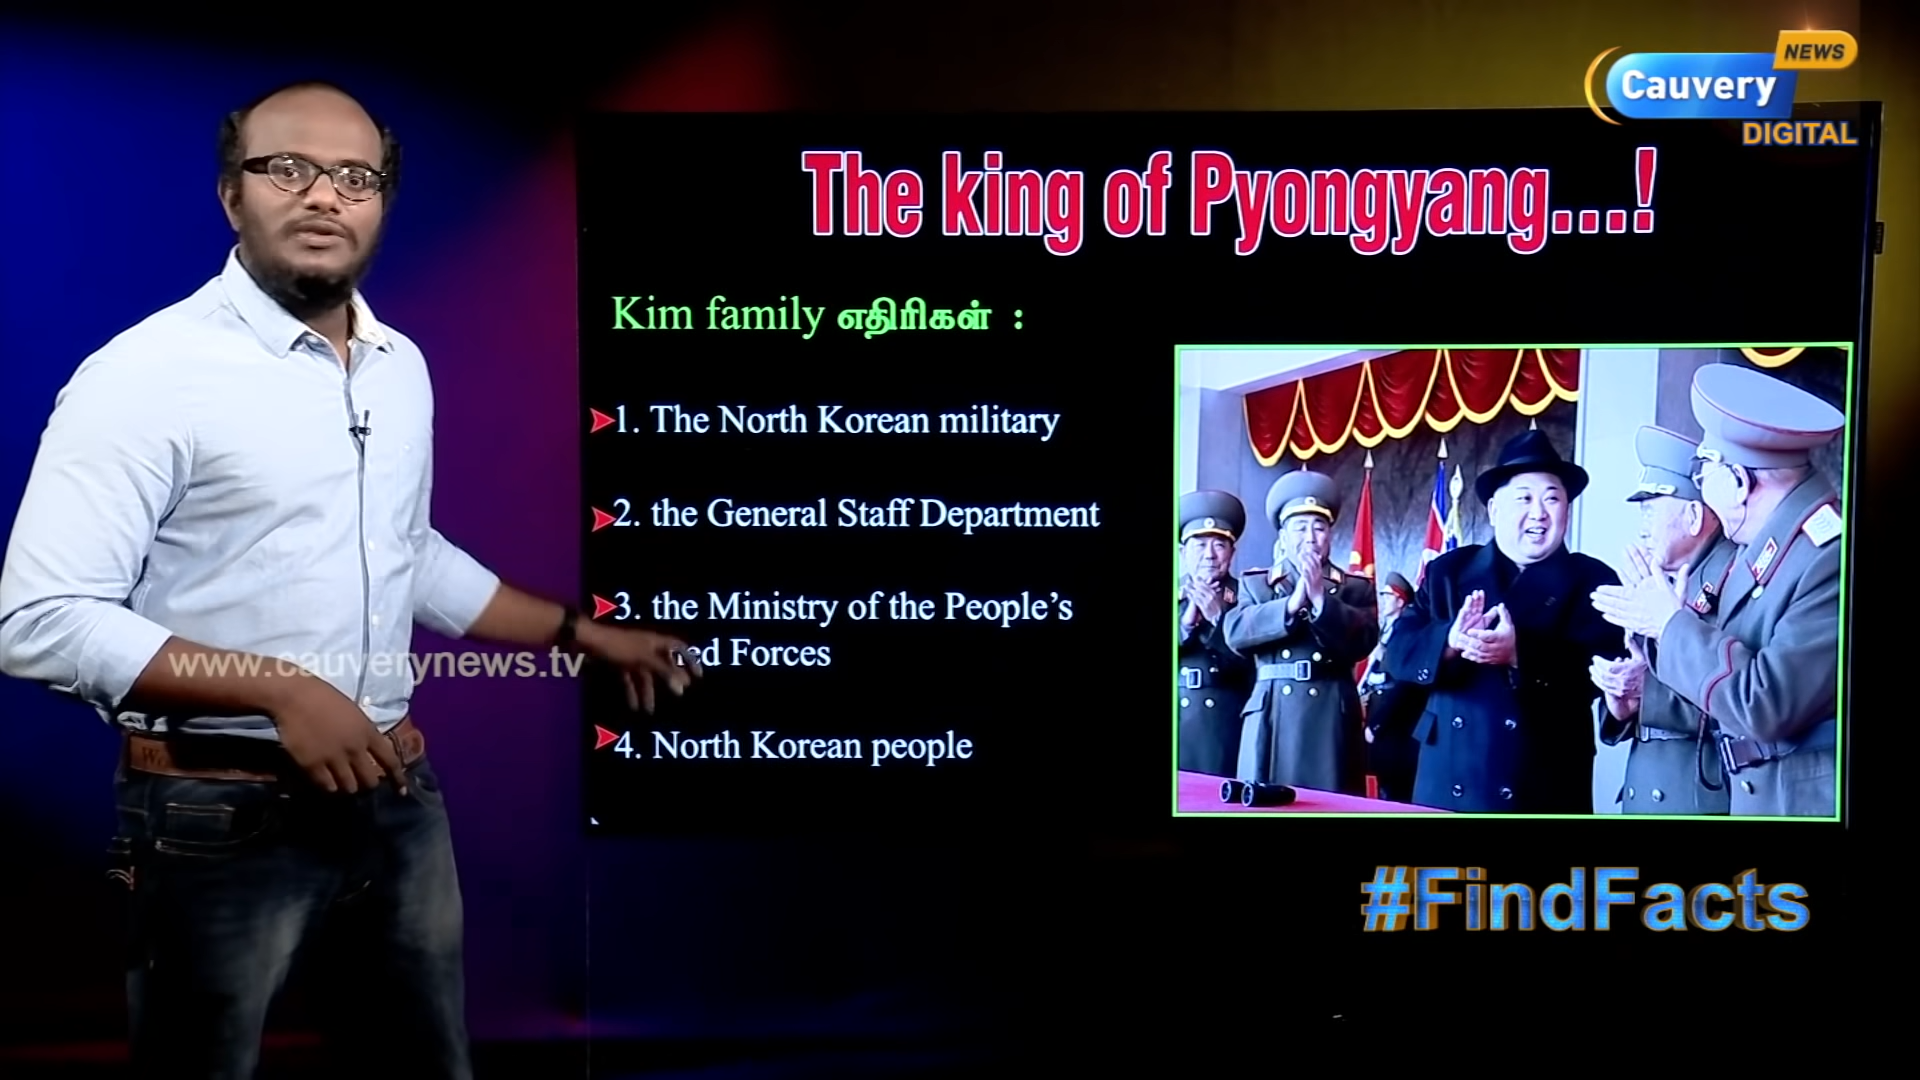 NEWS
Cauvery
DIGITAL
The king of Pyongyang...!
Kim family எதிரிகள் :
1. The North Korean military
2. the General Staff Department
3. the Ministry of the People’s
Forces
4. North Korean people
www.cauverynews.tv
#FindFacts